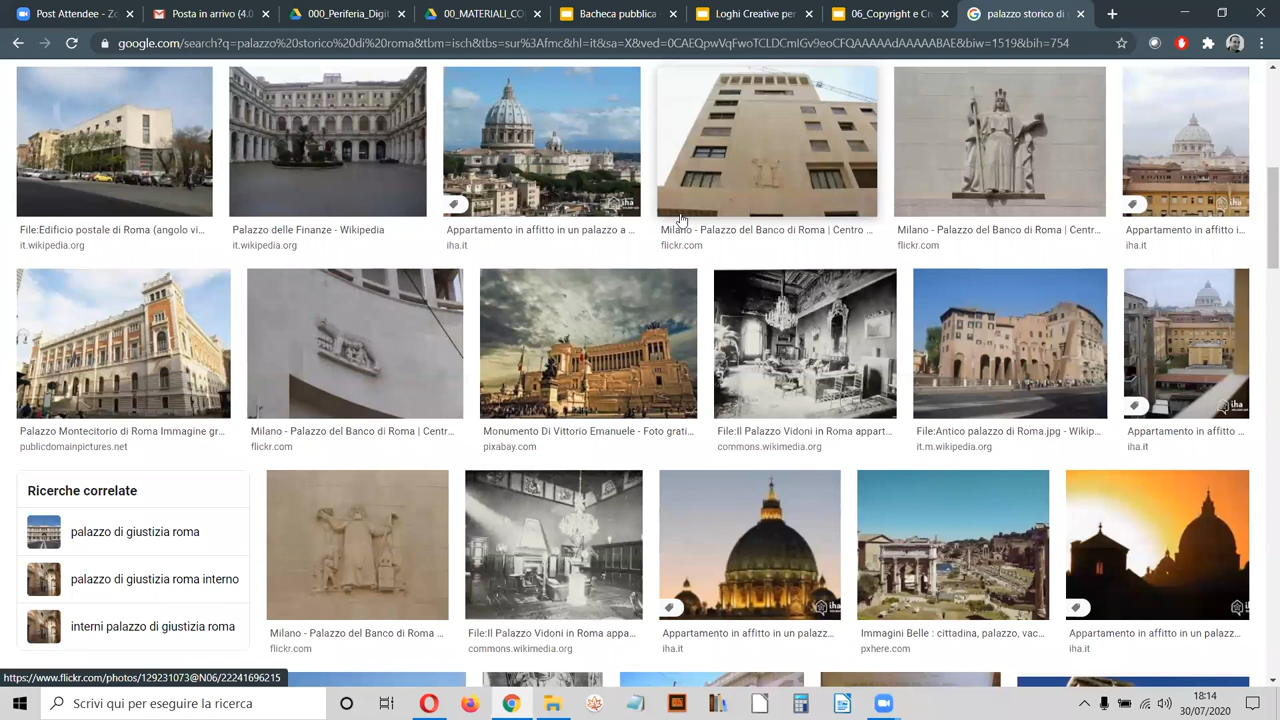 Post Attendee - Zo
Posta in arrivo (4.0
000_Periferia_Digit
00_MATERIALI_CO
Bacheca pubblica
Loghi Creative per
06_Copyright e Cr
palazzo storico di
google.com/search?q=palazzo%20storico%20di%20roma&tbm=isch&tbs=sur%3Afmc&hl=it&sa=X&ved=0CAEQpwVqFwoTCLDCmIGv9eoCFQAAAAAdAAAAABAE&biw=1519&bih=754
File:Edificio postale di Roma (angolo vi...
it.wikipedia.org
Palazzo delle Finanze - Wikipedia
it.wikipedia.org
iha
Appartamento in affitto in un palazzo a ...
iha.it
Milano - Palazzo del Banco di Roma | Centro ...
flickr.com
Milano - Palazzo del Banco di Roma | Centr...
flickr.com
iha
Appartamento in affitto i...
iha.it
Palazzo Montecitorio di Roma Immagine gr...
publicdomainpictures.net
Milano - Palazzo del Banco di Roma | Centr...
flickr.com
Monumento Di Vittorio Emanuele - Foto grati...
pixabay.com
File:Il Palazzo Vidoni in Roma appart...
commons.wikimedia.org
File:Antico palazzo di Roma.jpg - Wikip...
it.m.wikipedia.org
iha
Appartamento in affitto ...
iha.it
Ricerche correlate
palazzo di giustizia roma
palazzo di giustizia roma interno
interni palazzo di giustizia roma
Milano - Palazzo del Banco di Roma ...
flickr.com
File:Il Palazzo Vidoni in Roma appa...
commons.wikimedia.org
iha
Appartamento in affitto in un palazz...
iha.it
Immagini Belle : cittadina, palazzo, vac...
pxhere.com
iha
Appartamento in affitto in un palazz...
iha.it
https://www.flickr.com/photos/129231073@N06/22241696215
Scrivi qui per eseguire la ricerca
18:14
30/07/2020